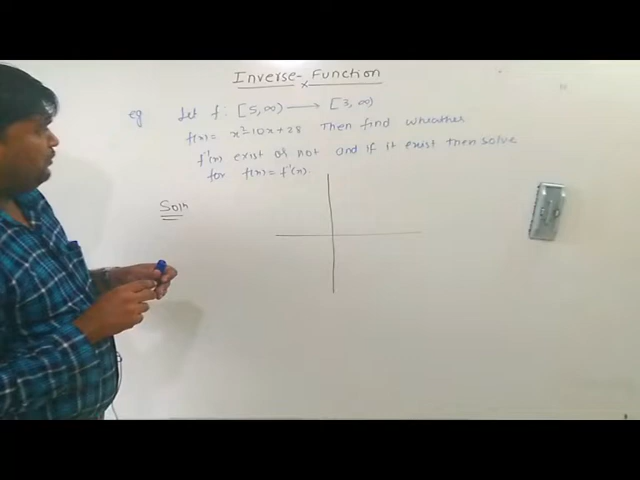 Inverse-Function
eg let f: [5,∞) → [3,∞)
f(x) = x²-10x+28 Then find wheather
f⁻¹(x) exist or not and if it exist then solve
for f(x) = f⁻¹(x).
Soln